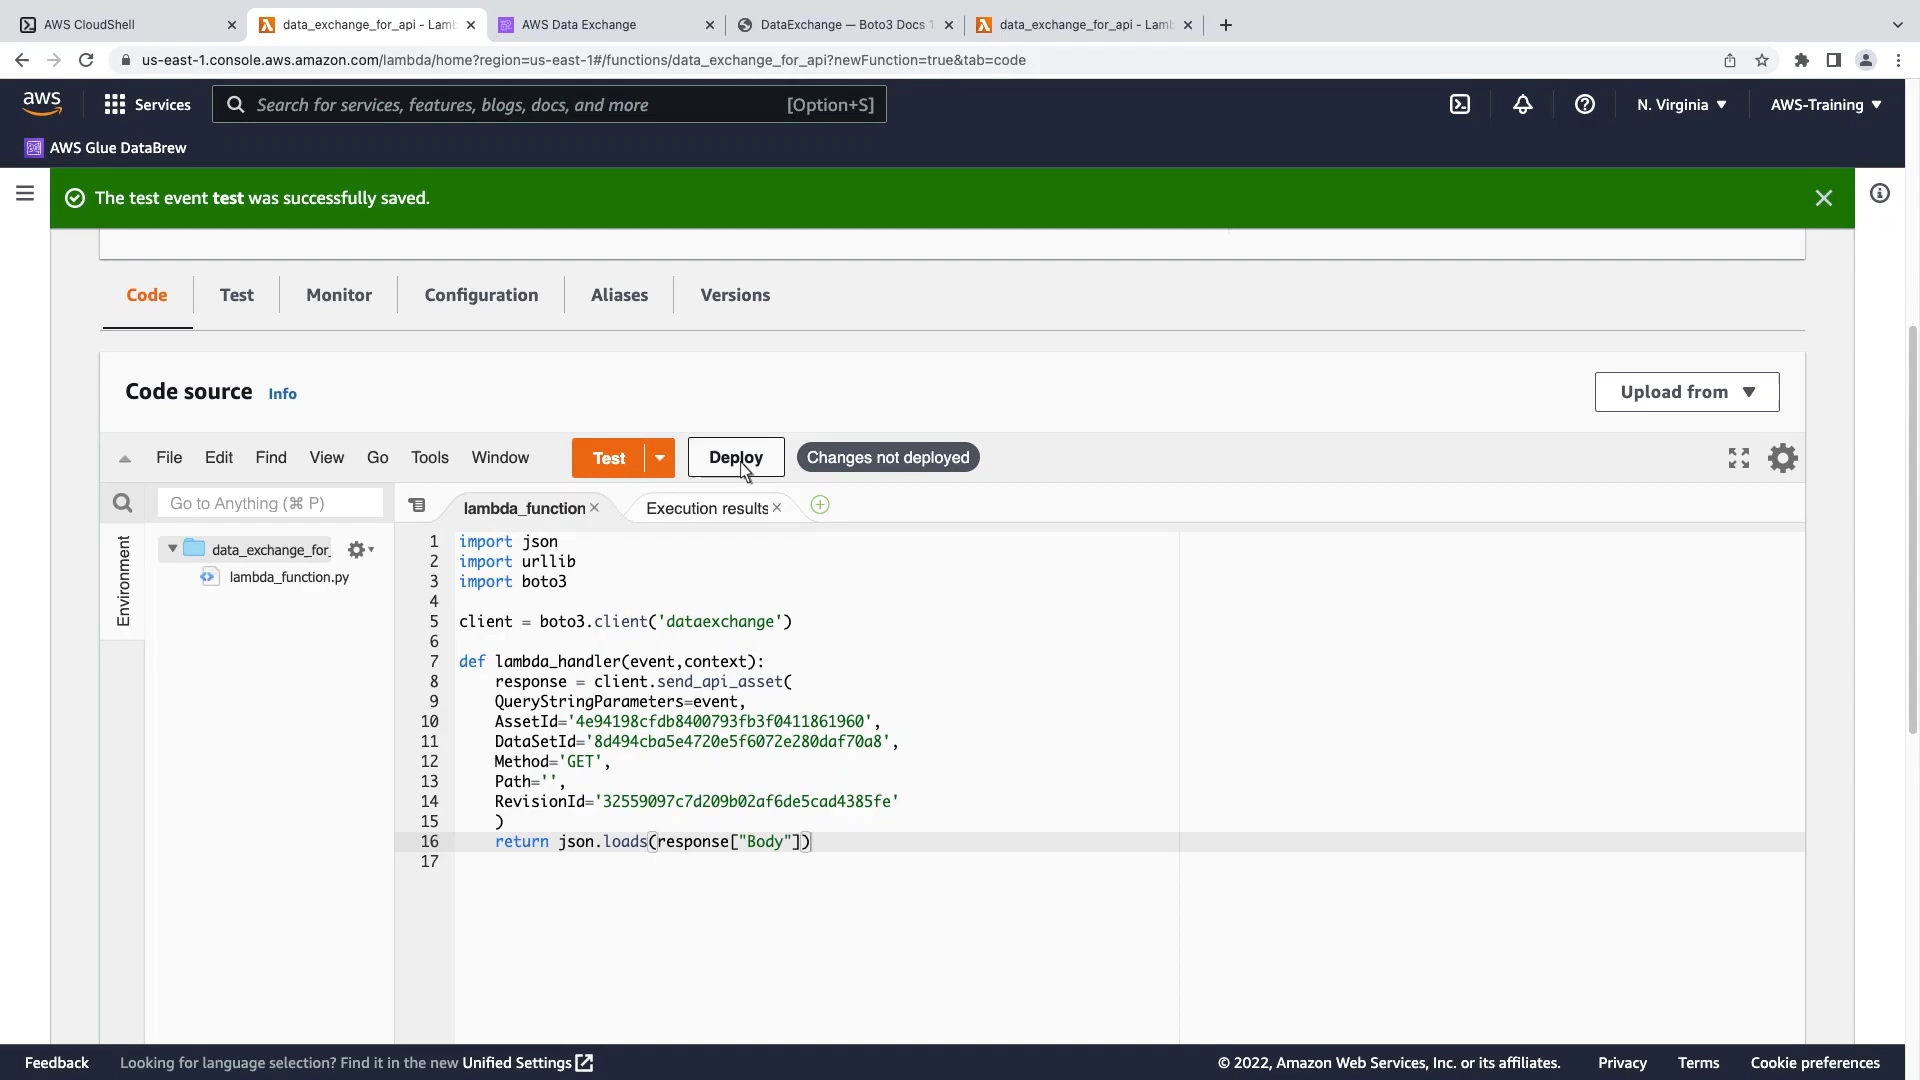 AWS CloudShell
data_exchange_for_api - Lamb
AWS Data Exchange
DataExchange — Boto3 Docs 1.
data_exchange_for_api - Lamb
us-east-1.console.aws.amazon.com/lambda/home?region=us-east-1#/functions/data_exchange_for_api?newFunction=true&tab=code
aws
Services
Search for services, features, blogs, docs, and more
[Option+S]
N. Virginia
AWS-Training
AWS Glue DataBrew
The test event test was successfully saved.
Code
Test
Monitor
Configuration
Aliases
Versions
Code source
Info
Upload from
File
Edit
Find
View
Go
Tools
Window
Test
Deploy
Changes not deployed
Go to Anything (⌘ P)
lambda_function
Execution results
Environment
data_exchange_for_
lambda_function.py
1 import json
2 import urllib
3 import boto3
4
5 client = boto3.client('dataexchange')
6
7 def lambda_handler(event,context):
8 response = client.send_api_asset(
9 QueryStringParameters=event,
10 AssetId='4e94198cfdb8400793fb3f0411861960',
11 DataSetId='8d494cba5e4720e5f6072e280daf70a8',
12 Method='GET',
13 Path='',
14 RevisionId='32559097c7d209b02af6de5cad4385fe'
15 )
16 return json.loads(response["Body"])
17
Feedback
Looking for language selection? Find it in the new Unified Settings
© 2022, Amazon Web Services, Inc. or its affiliates.
Privacy
Terms
Cookie preferences